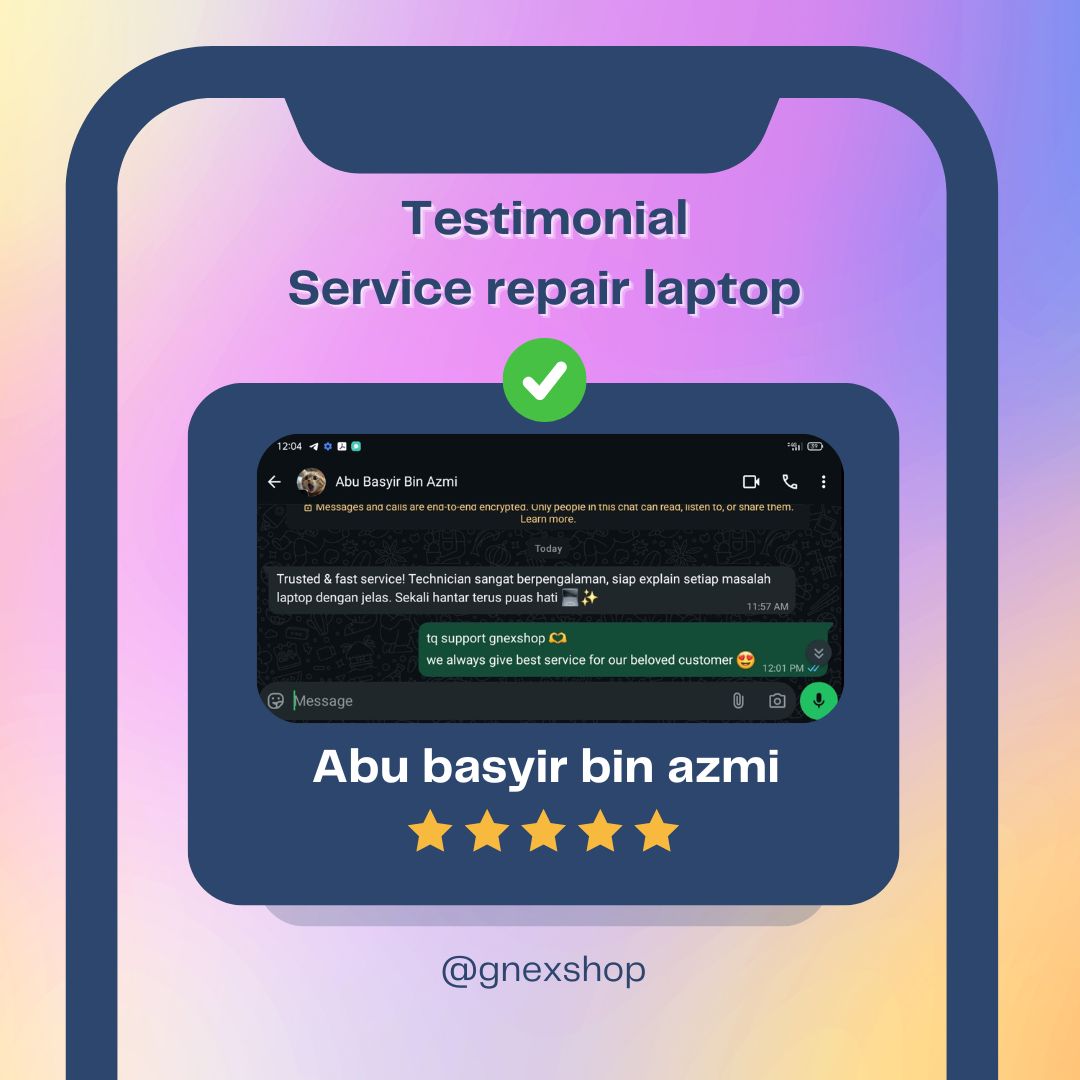 Testimonial
Service repair laptop
12:04
59
Abu Basyir Bin Azmi
Messages and calls are end-to-end encrypted. Only people in this chat can read, listen to, or share them.
Learn more.
Today
Trusted & fast service! Technician sangat berpengalaman, siap explain setiap masalah
laptop dengan jelas. Sekali hantar terus puas hati 💻✨
11:57 AM
tq support gnexshop 🫶
we always give best service for our beloved customer 😍
12:01 PM
Message
Abu basyir bin azmi
@gnexshop